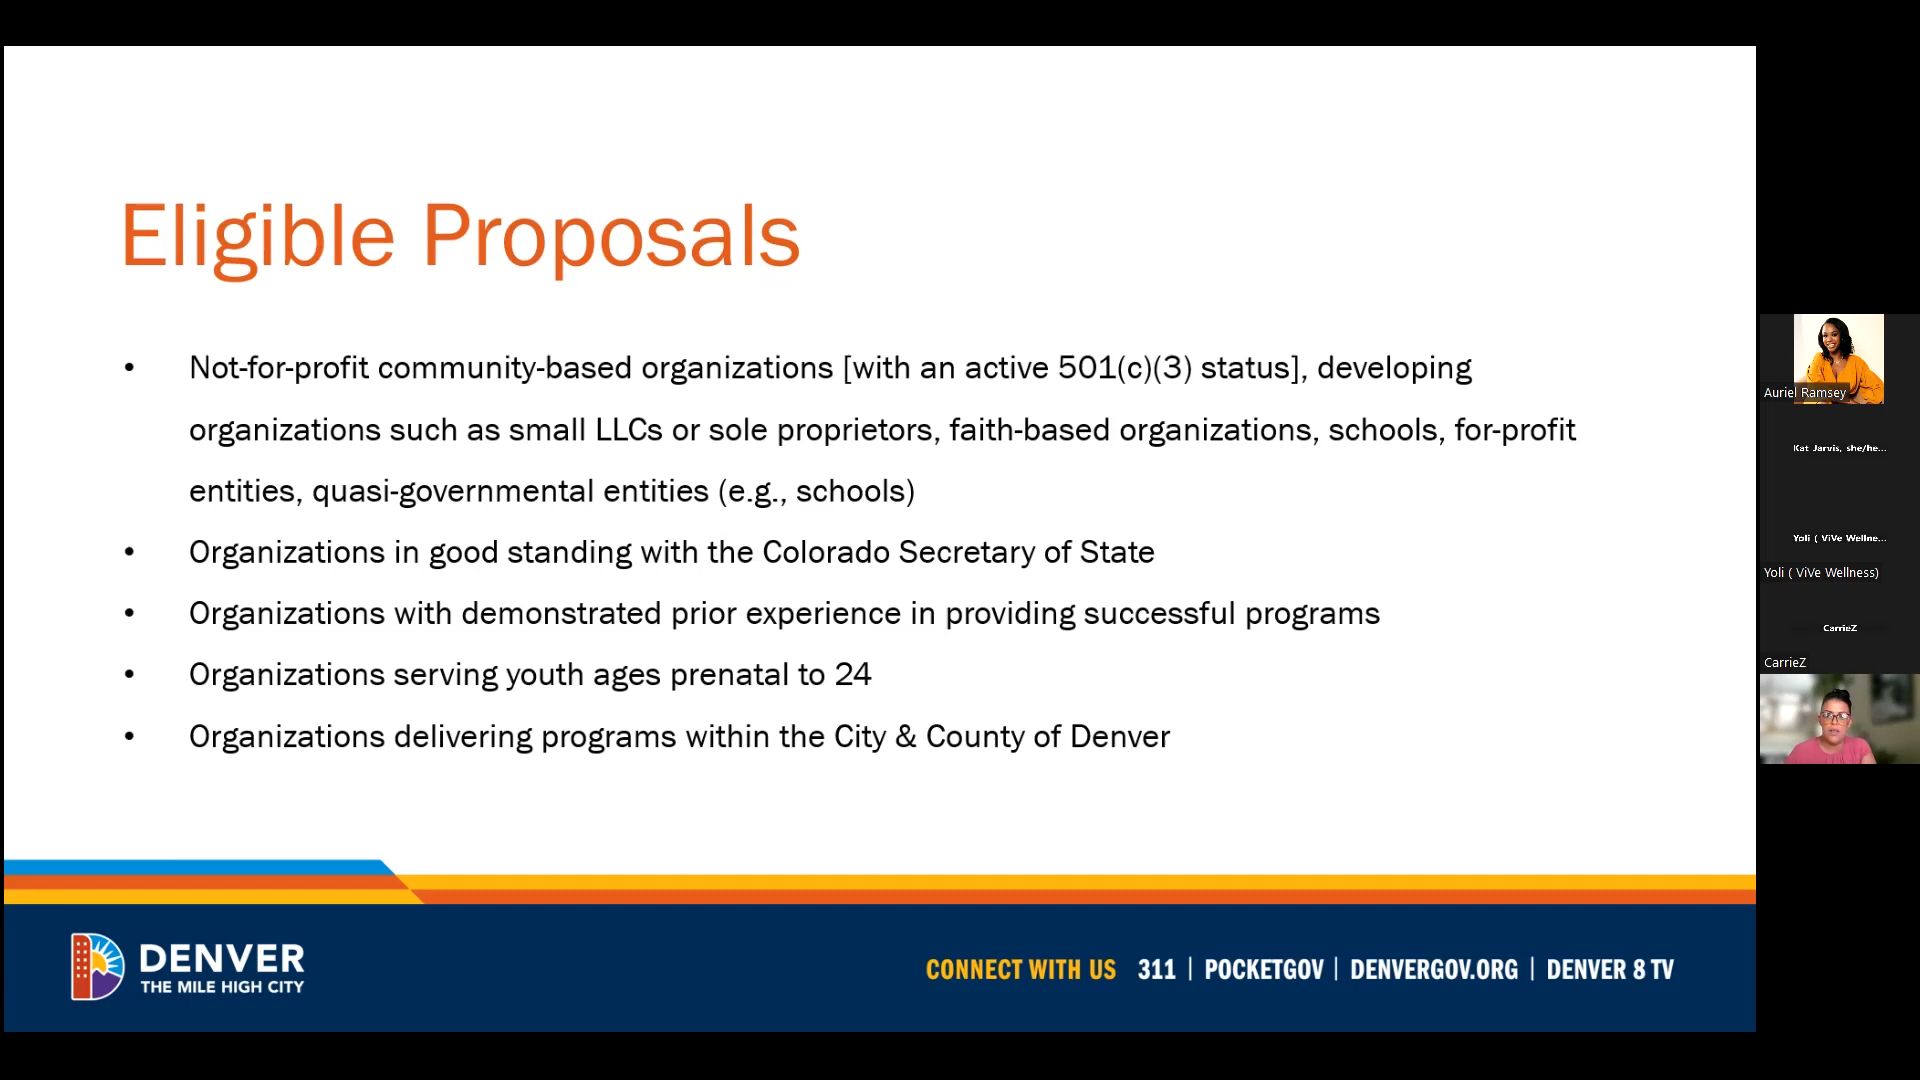 Eligible Proposals
• Not-for-profit community-based organizations [with an active 501(c)(3) status], developing
organizations such as small LLCs or sole proprietors, faith-based organizations, schools, for-profit
entities, quasi-governmental entities (e.g., schools)
• Organizations in good standing with the Colorado Secretary of State
• Organizations with demonstrated prior experience in providing successful programs
• Organizations serving youth ages prenatal to 24
• Organizations delivering programs within the City & County of Denver
DENVER
THE MILE HIGH CITY
CONNECT WITH US 311 | POCKETGOV | DENVERGOV.ORG | DENVER 8 TV
Auriel Ramsey
Kat Jarvis, she/he...
Yoli ( ViVe Wellne...
Yoli ( ViVe Wellness)
CarrieZ
CarrieZ